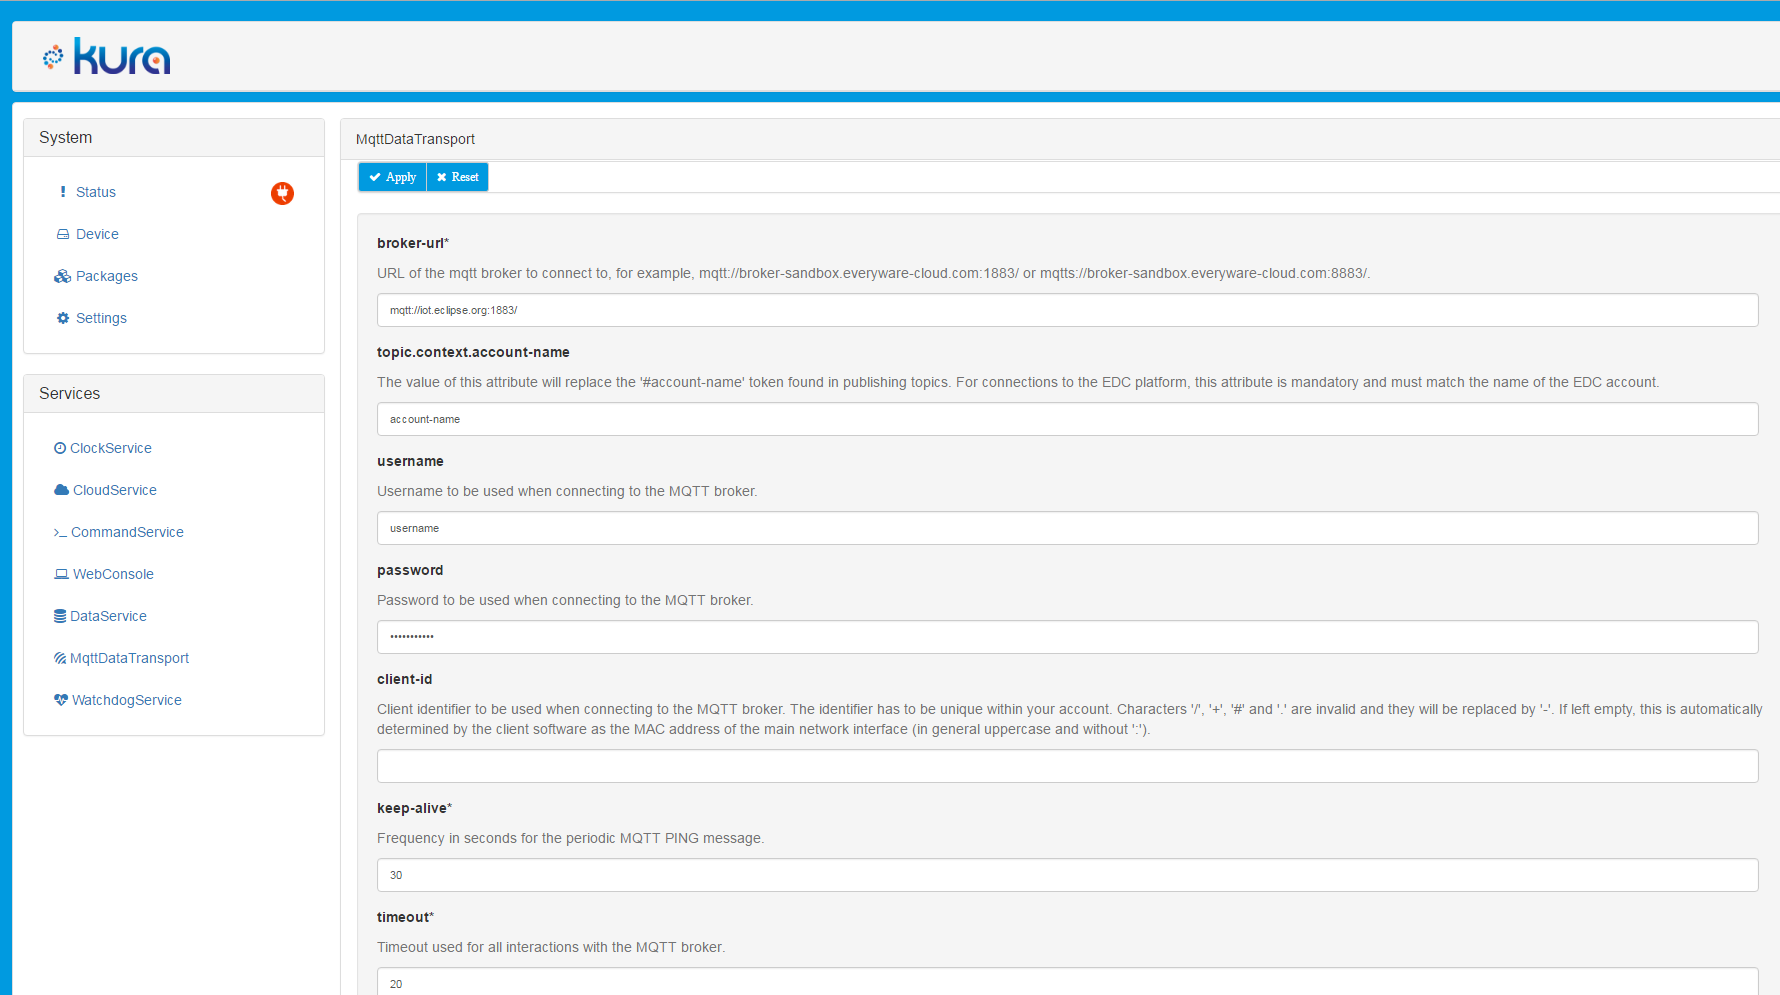 kura
System
Status
Device
Packages
Settings
Services
ClockService
CloudService
CommandService
WebConsole
DataService
MqttDataTransport
WatchdogService
MqttDataTransport
Apply Reset
broker-url*
URL of the mqtt broker to connect to, for example, mqtt://broker-sandbox.everyware-cloud.com:1883/ or mqtts://broker-sandbox.everyware-cloud.com:8883/.
mqtt://iot.eclipse.org:1883/
topic.context.account-name
The value of this attribute will replace the '#account-name' token found in publishing topics. For connections to the EDC platform, this attribute is mandatory and must match the name of the EDC account.
account-name
username
Username to be used when connecting to the MQTT broker.
username
password
Password to be used when connecting to the MQTT broker.
•••••••••••
client-id
Client identifier to be used when connecting to the MQTT broker. The identifier has to be unique within your account. Characters '/', '+', '#' and '.' are invalid and they will be replaced by '-'. If left empty, this is automatically
determined by the client software as the MAC address of the main network interface (in general uppercase and without ':').
keep-alive*
Frequency in seconds for the periodic MQTT PING message.
30
timeout*
Timeout used for all interactions with the MQTT broker.
20